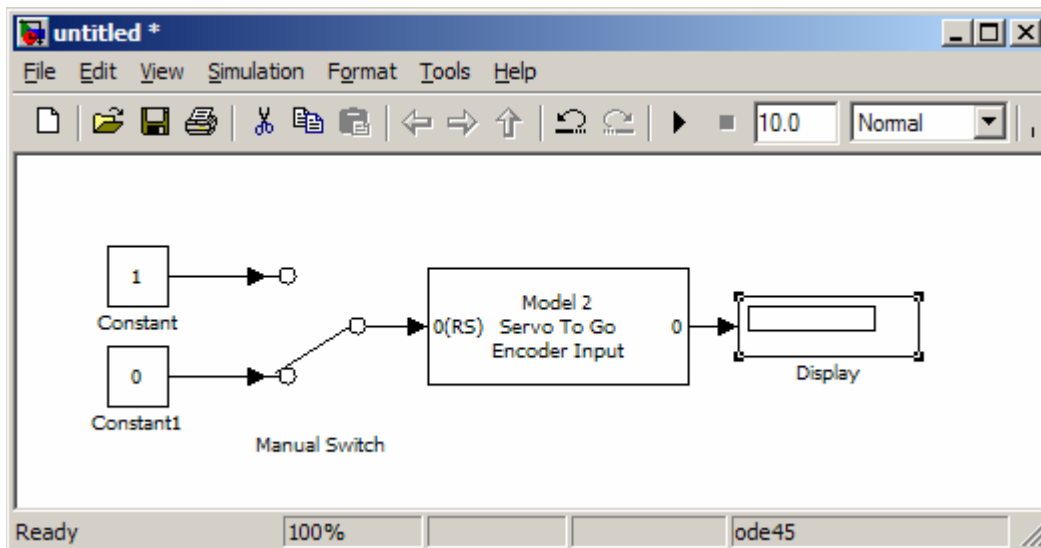 untitled *
File Edit View Simulation Format Tools Help
10.0 Normal
1
Constant
0
Constant1
Manual Switch
Model 2
0(RS) Servo To Go 0
Encoder Input
Display
Ready 100% ode45